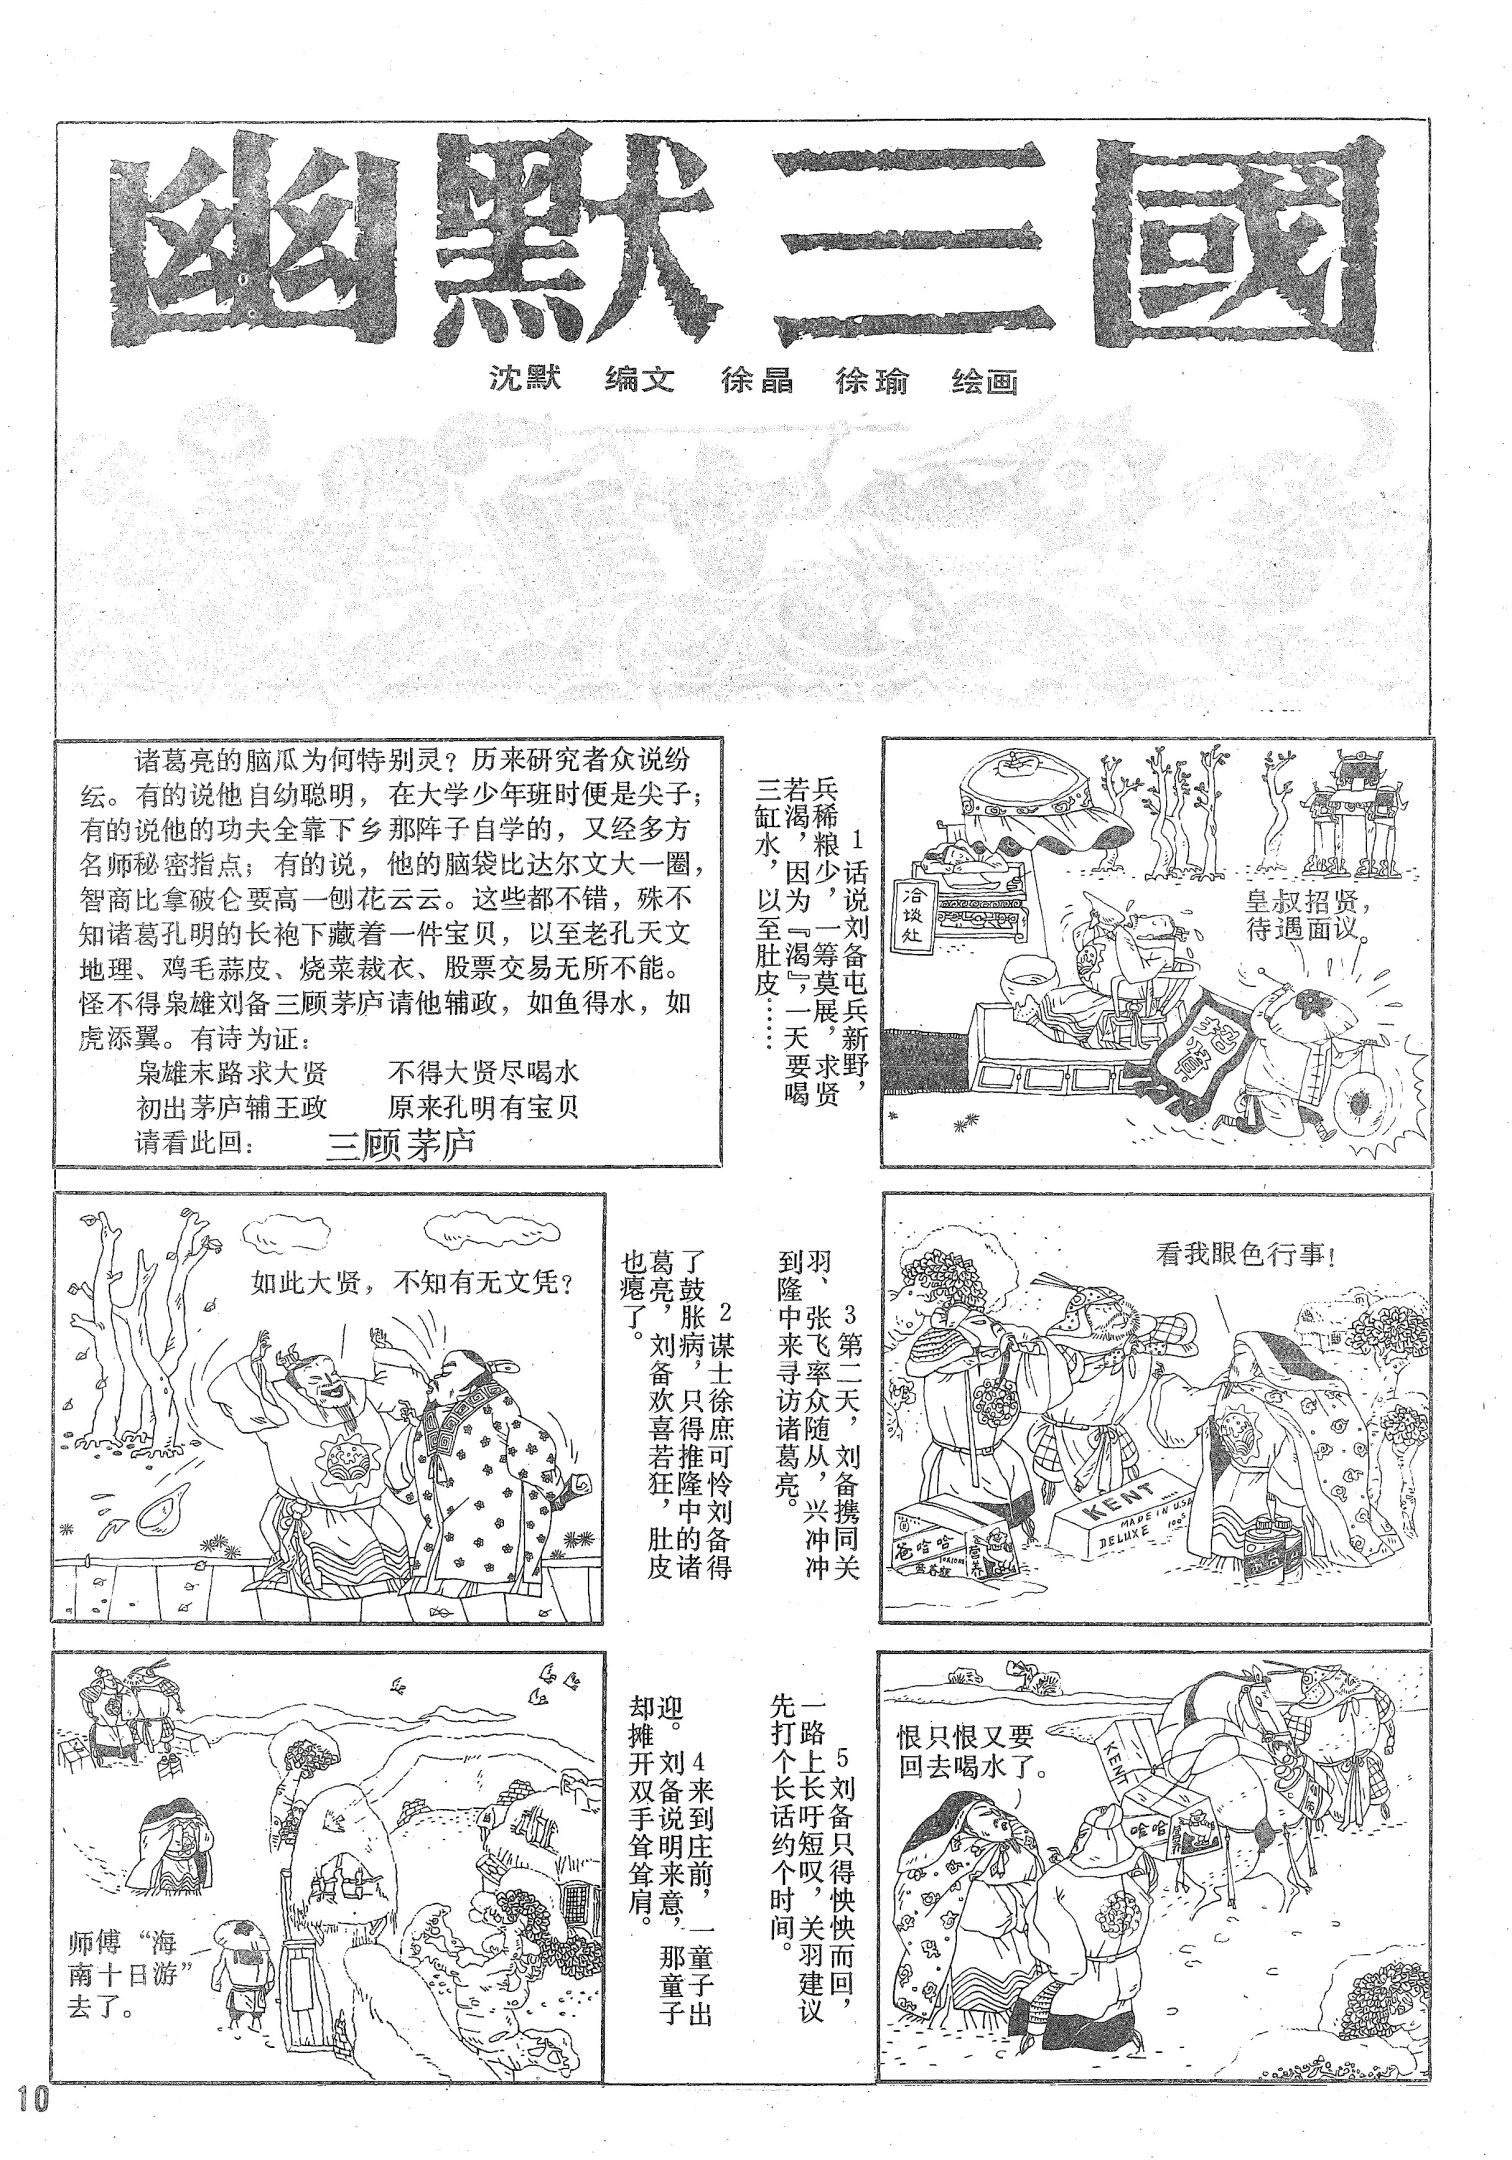 幽默三國
沈默 编文 徐晶 徐瑜 绘画
诸葛亮的脑瓜为何特别灵？历来研究者众说纷
纭。有的说他自幼聪明，在大学少年班时便是尖子；
有的说他的功夫全靠下乡那阵子自学的，又经多方
名师秘密指点；有的说，他的脑袋比达尔文大一圈，
智商比拿破仑要高一刨花云云。这些都不错，殊不
知诸葛孔明的长袍下藏着一件宝贝，以至老孔天文
地理、鸡毛蒜皮、烧菜裁衣、股票交易无所不能。
怪不得枭雄刘备三顾茅庐请他辅政，如鱼得水，如
虎添翼。有诗为证：
枭雄末路求大贤 不得大贤尽喝水
初出茅庐辅王政 原来孔明有宝贝
请看此回： 三顾茅庐
1 话说刘备屯兵新野，
兵稀粮少，一筹莫展，求贤
若渴，因为『渴』，一天要喝
三缸水，以至肚皮……
洽谈处
皇叔招贤，
待遇面议。
招
2 谋士徐庶可怜刘备得
了鼓胀病，只得推隆中的诸
葛亮，刘备欢喜若狂，肚皮
也瘪了。
如此大贤，不知有无文凭？
3 第二天，刘备携同关
羽、张飞率众随从，兴冲冲
到隆中来寻访诸葛亮。
看我眼色行事！
KENT
MADE IN U.S.A
DELUXE 100'S
爸哈哈
营养
4 来到庄前，一童子出
迎。刘备说明来意，那童子
却摊开双手耸耸肩。
师傅“海
南十日游”
去了。
5 刘备只得怏怏而回，
一路上长吁短叹，关羽建议
先打个长话约个时间。
恨只恨又要
回去喝水了。
KENT
哈哈
10